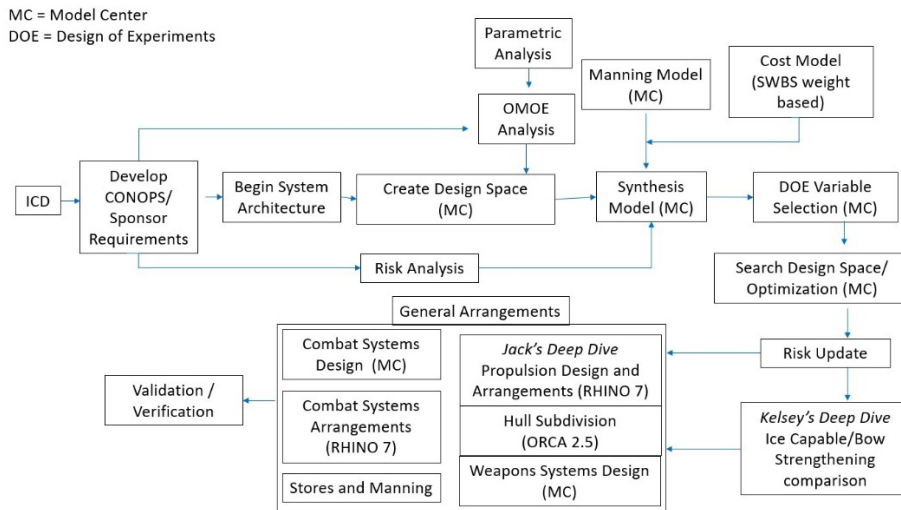 MC = Model Center
DOE = Design of Experiments
Parametric
Analysis
Manning Model
(MC)
Cost Model
(SWBS weight
based)
OMOE
Analysis
ICD
Develop
CONOPS/
Sponsor
Requirements
Begin System
Architecture
Create Design Space
(MC)
Synthesis
Model (MC)
DOE Variable
Selection (MC)
Risk Analysis
Search Design Space/
Optimization (MC)
General Arrangements
Combat Systems
Design (MC)
Jack's Deep Dive
Propulsion Design and
Arrangements (RHINO 7)
Risk Update
Validation /
Verification
Combat Systems
Arrangements
(RHINO 7)
Hull Subdivision
(ORCA 2.5)
Kelsey's Deep Dive
Ice Capable/Bow
Strengthening
comparison
Stores and Manning
Weapons Systems Design
(MC)